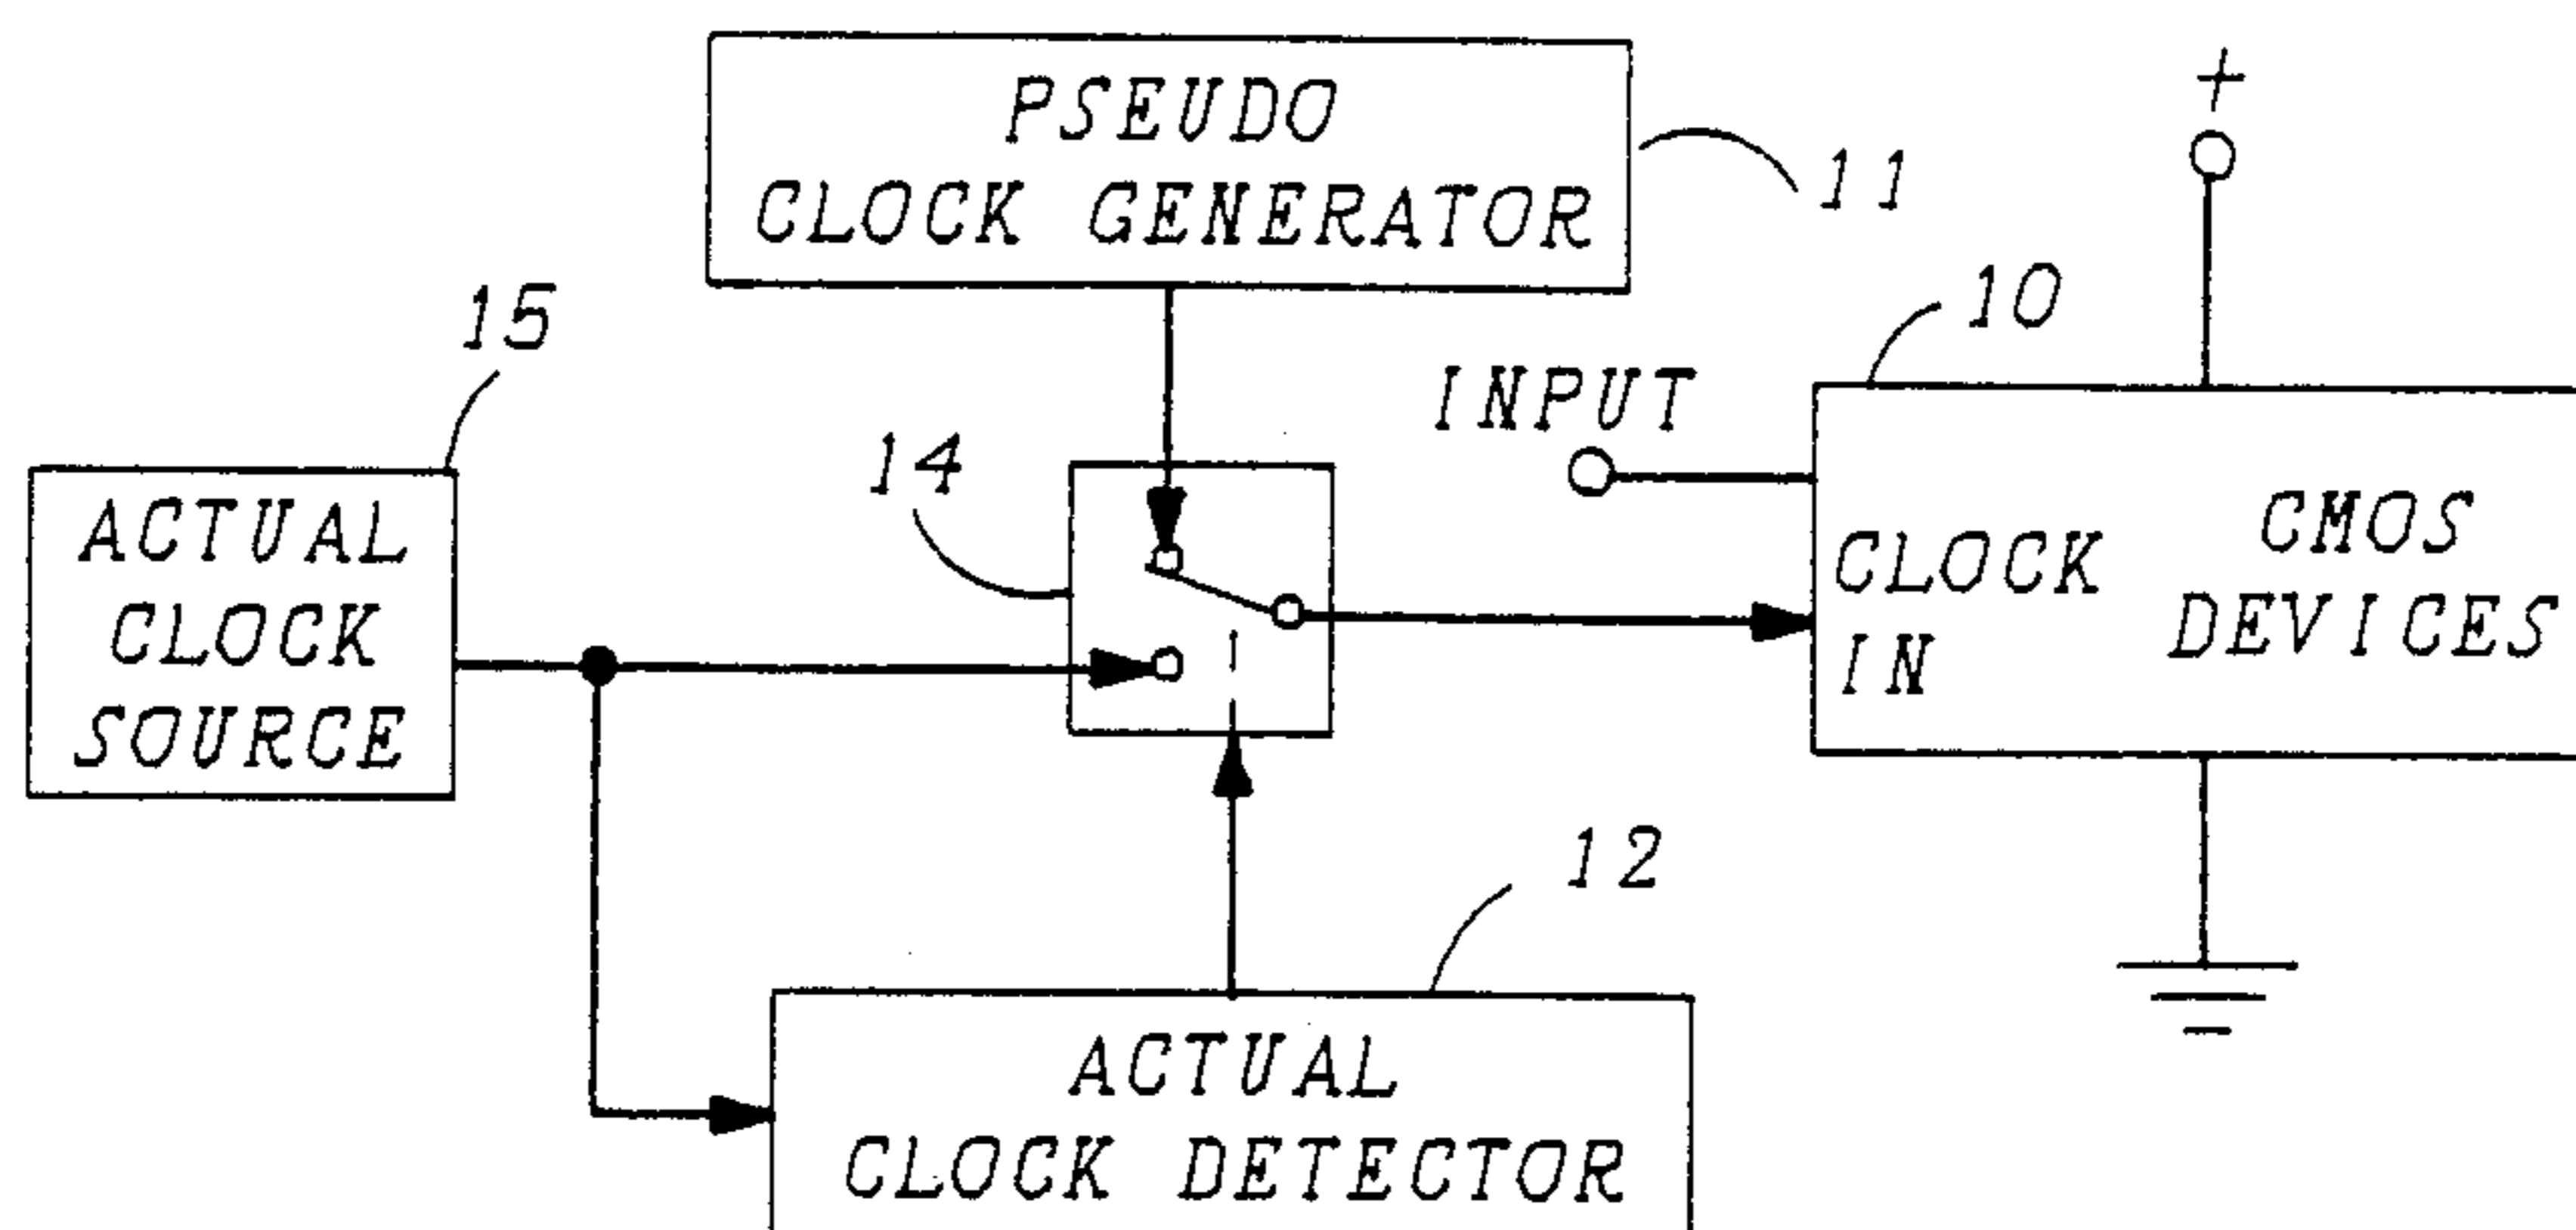 PSEUDO
CLOCK GENERATOR
11
+
15
10
INPUT
14
ACTUAL
CLOCK
SOURCE
CLOCK
IN
CMOS
DEVICES
12
ACTUAL
CLOCK DETECTOR